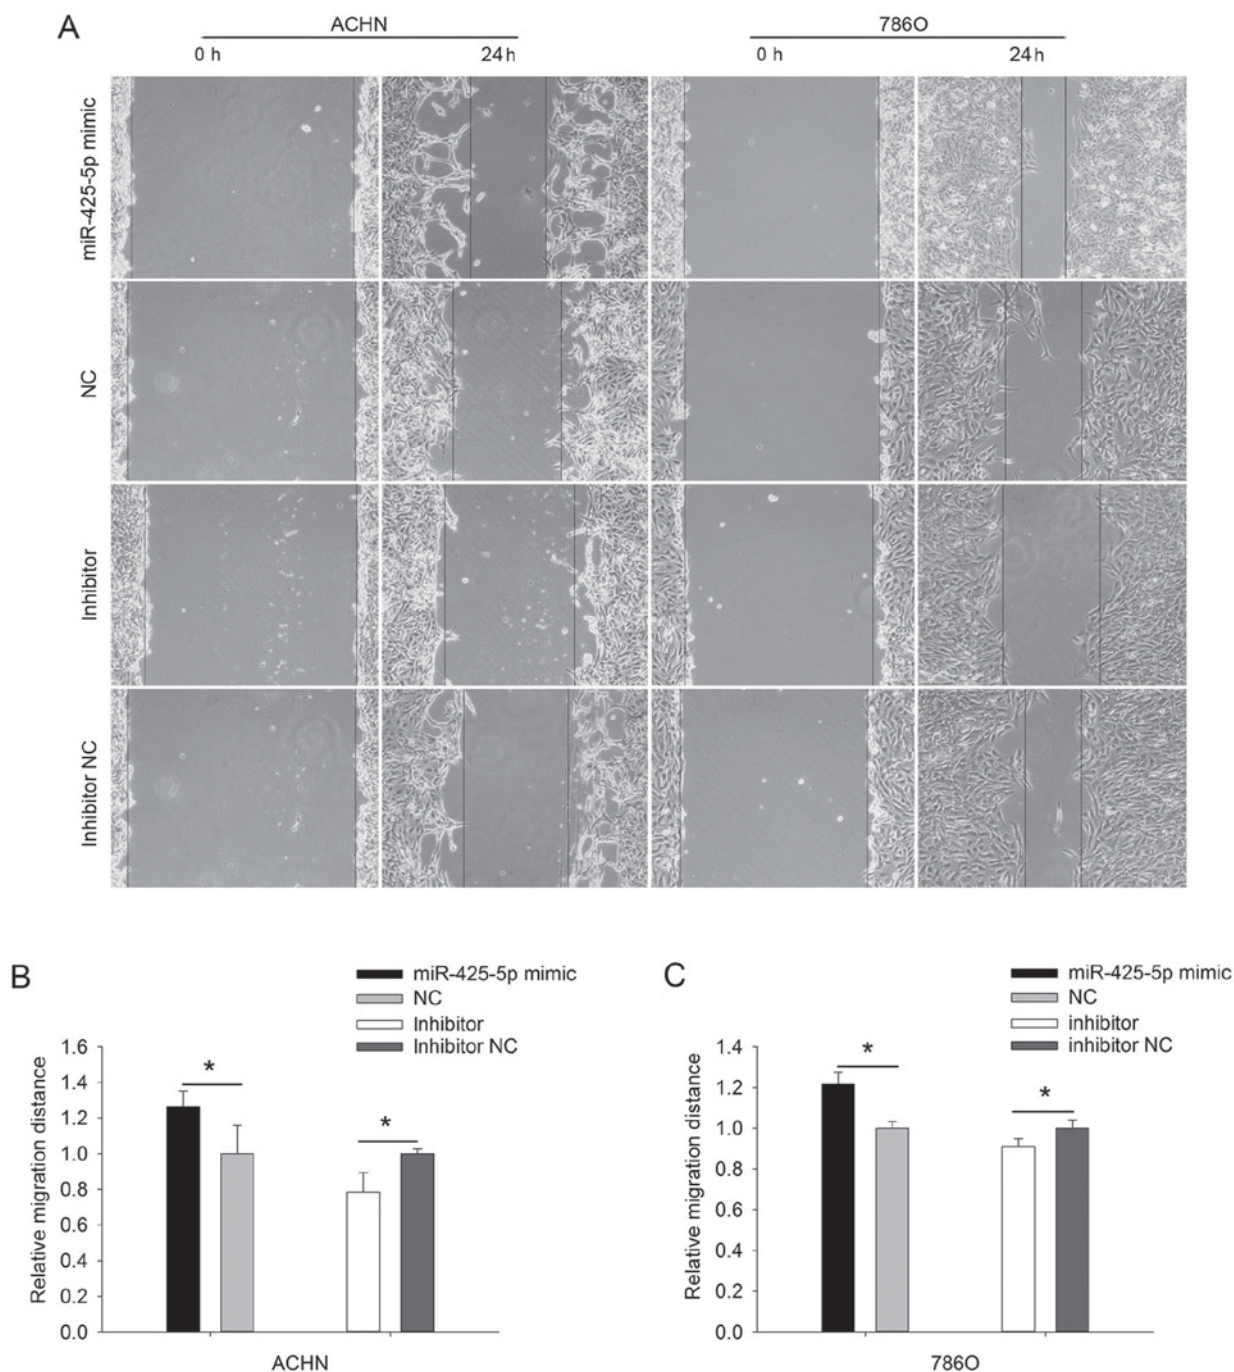 A
ACHN
786O
0 h
24h
0 h
24h
miR-425-5p mimic
NC
Inhibitor
Inhibitor NC
B
miR-425-5p mimic
NC
Inhibitor
Inhibitor NC
Relative migration distance
1.6
1.4
1.2
1.0
0.8
0.6
0.4
0.2
0.0
*
*
ACHN
C
miR-425-5p mimic
NC
inhibitor
inhibitor NC
Relative migration distance
1.4
1.2
1.0
0.8
0.6
0.4
0.2
0.0
*
*
786O